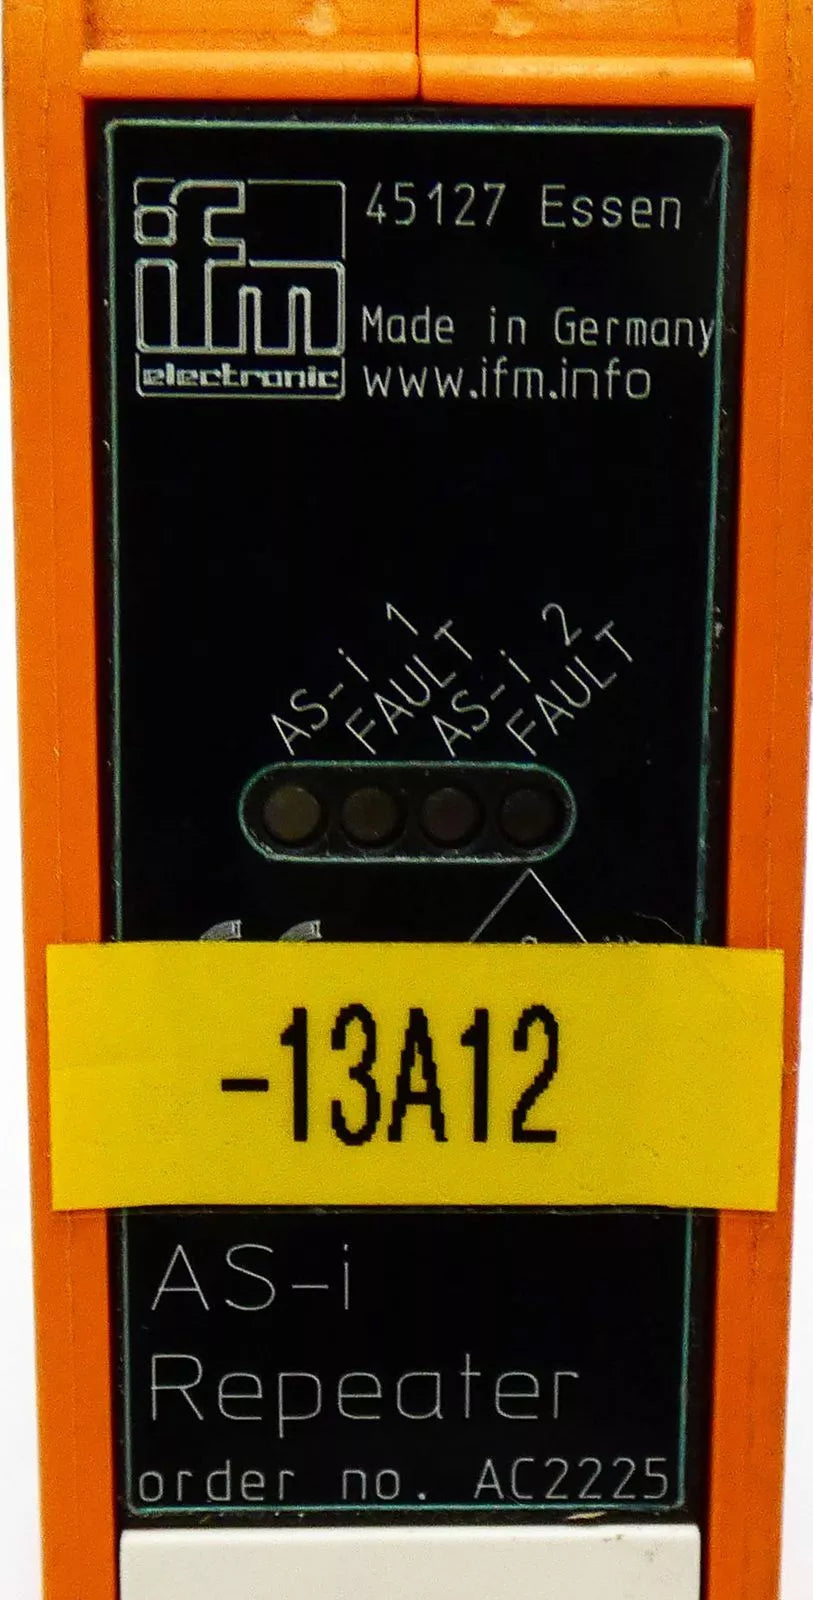 ifm
electronic
45127 Essen
Made in Germany
www.ifm.info
AS-i 1
FAULT
AS-i 2
FAULT
-13A12
AS-i
Repeater
order no. AC2225